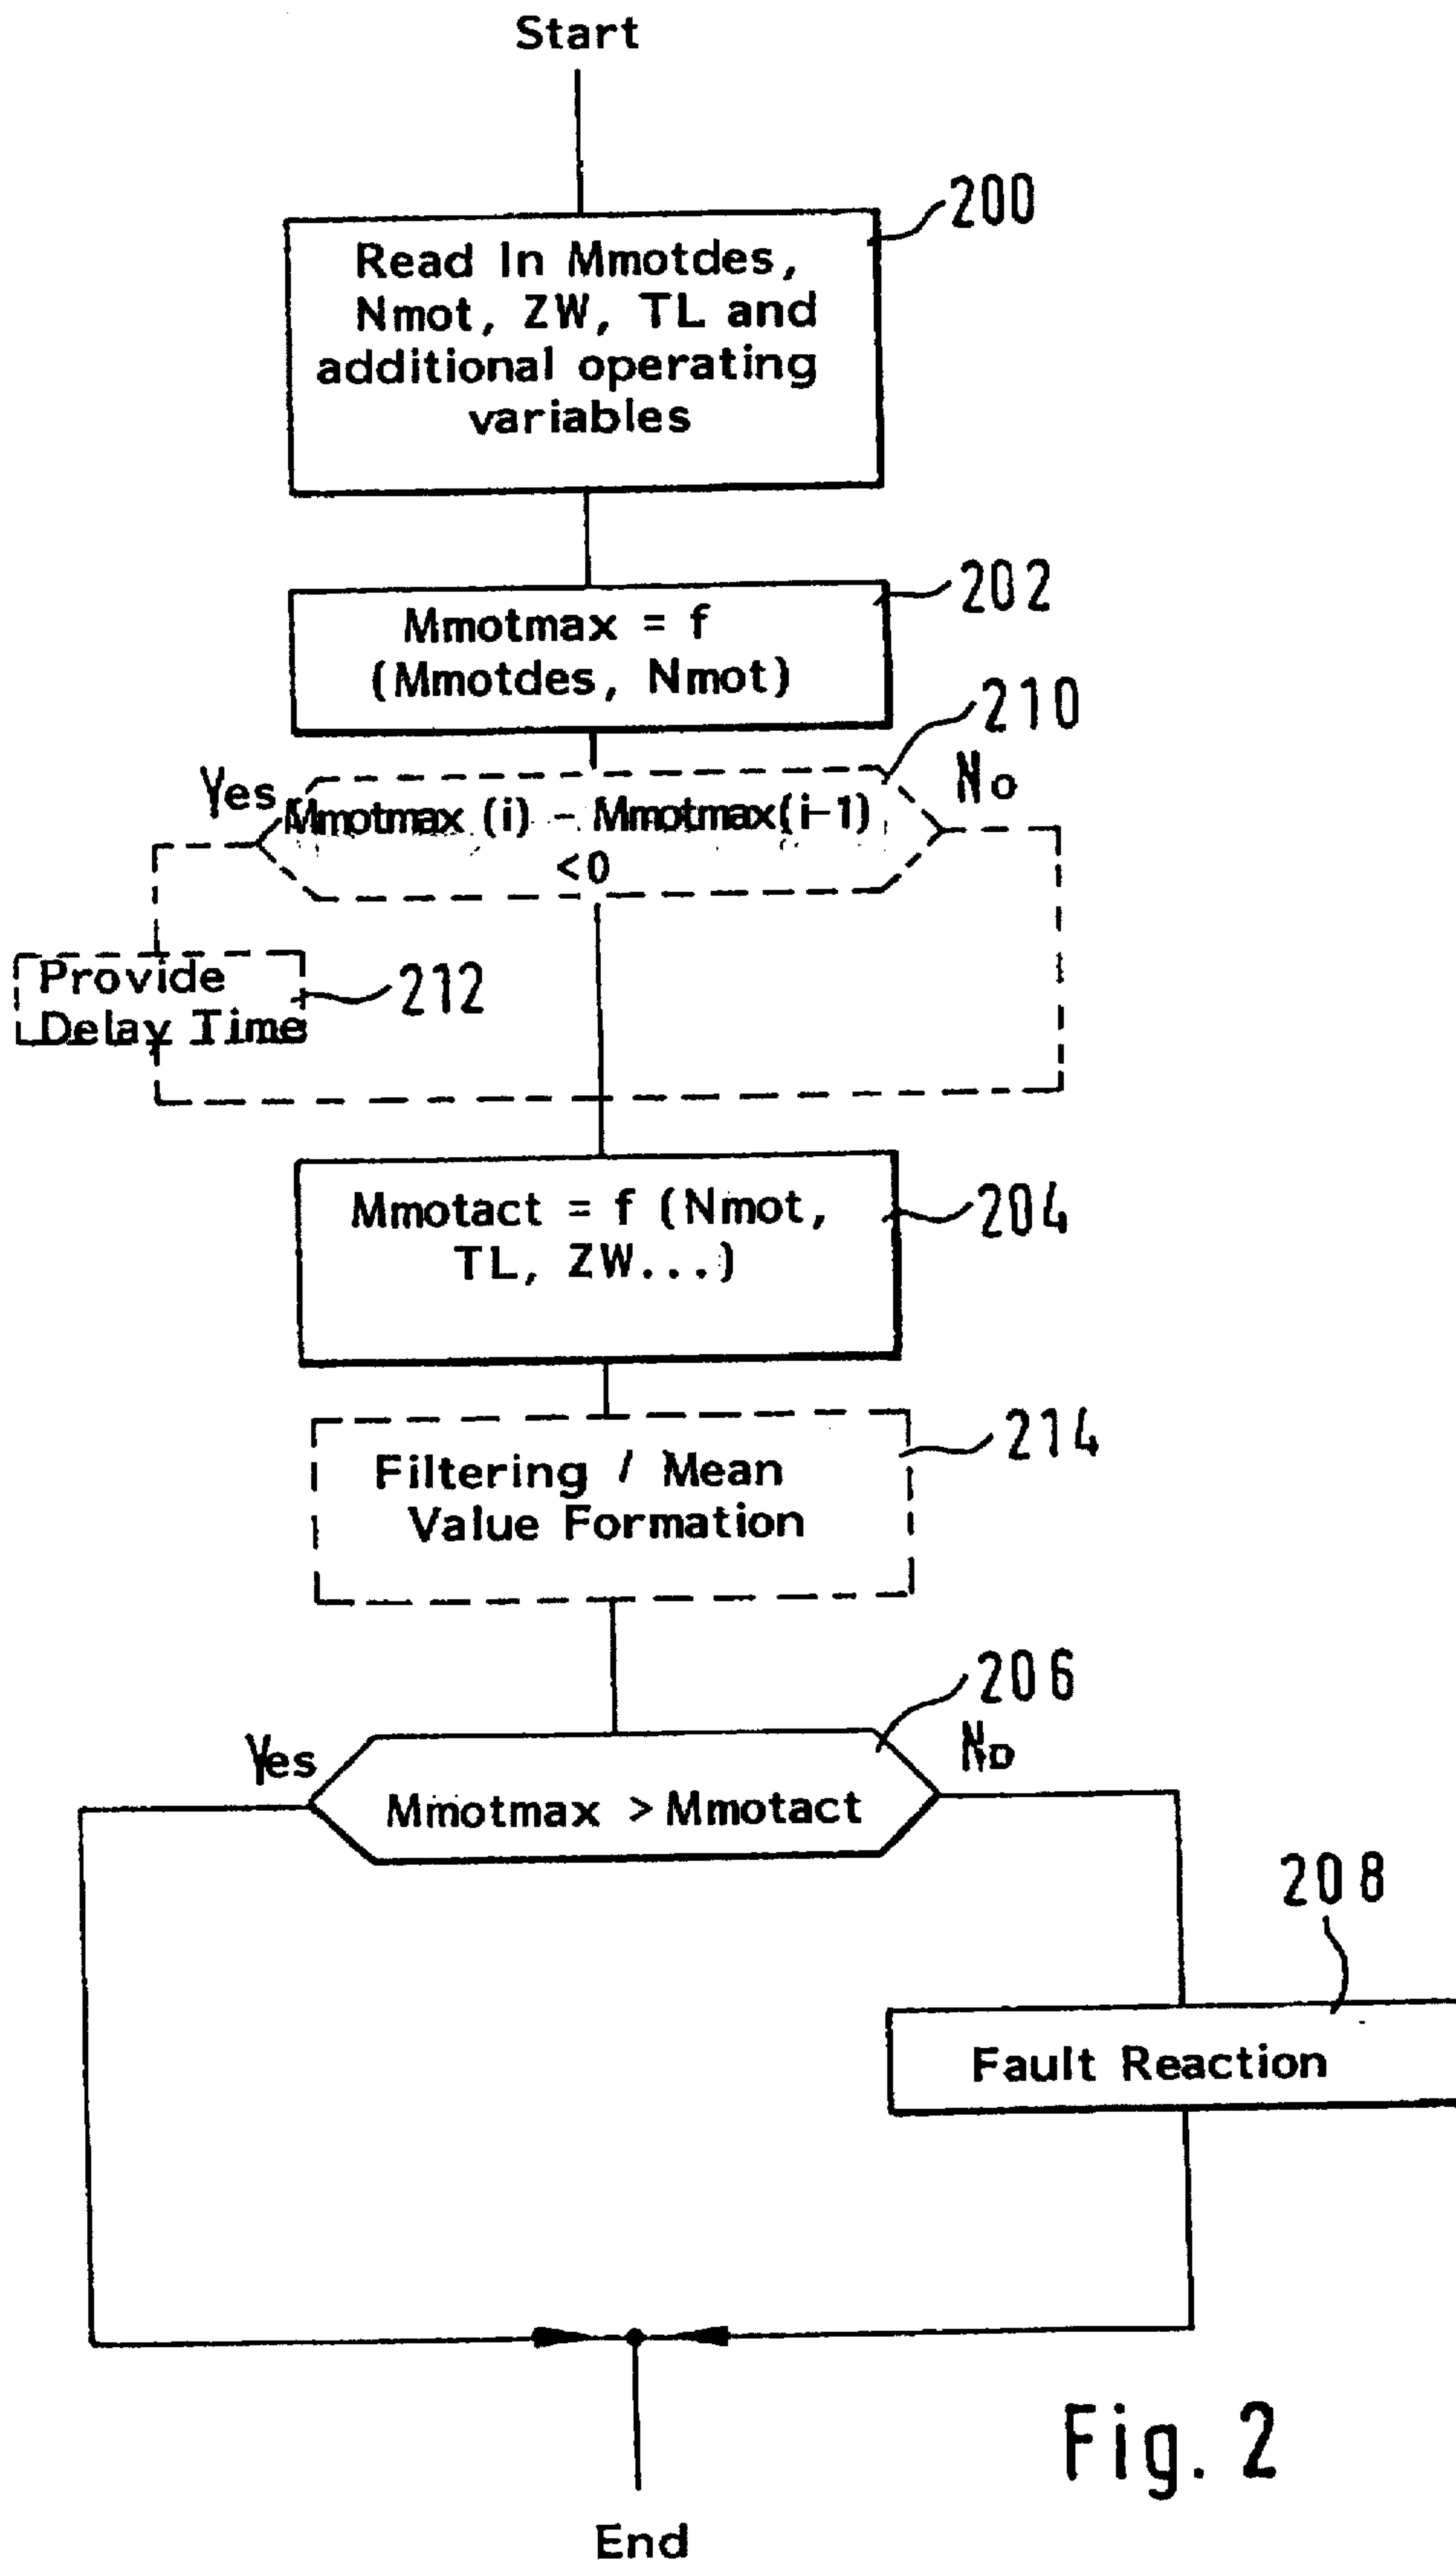 Start
200
Read In Mmotdes,
Nmot, ZW, TL and
additional operating
variables
202
Mmotmax = f
(Mmotdes, Nmot)
210
Yes
No
Mmotmax (i) - Mmotmax(i-1)
<0
Provide
Delay Time
212
Mmotact = f (Nmot,
TL, ZW...)
204
Filtering / Mean
Value Formation
214
206
Yes
No
Mmotmax > Mmotact
208
Fault Reaction
Fig. 2
End